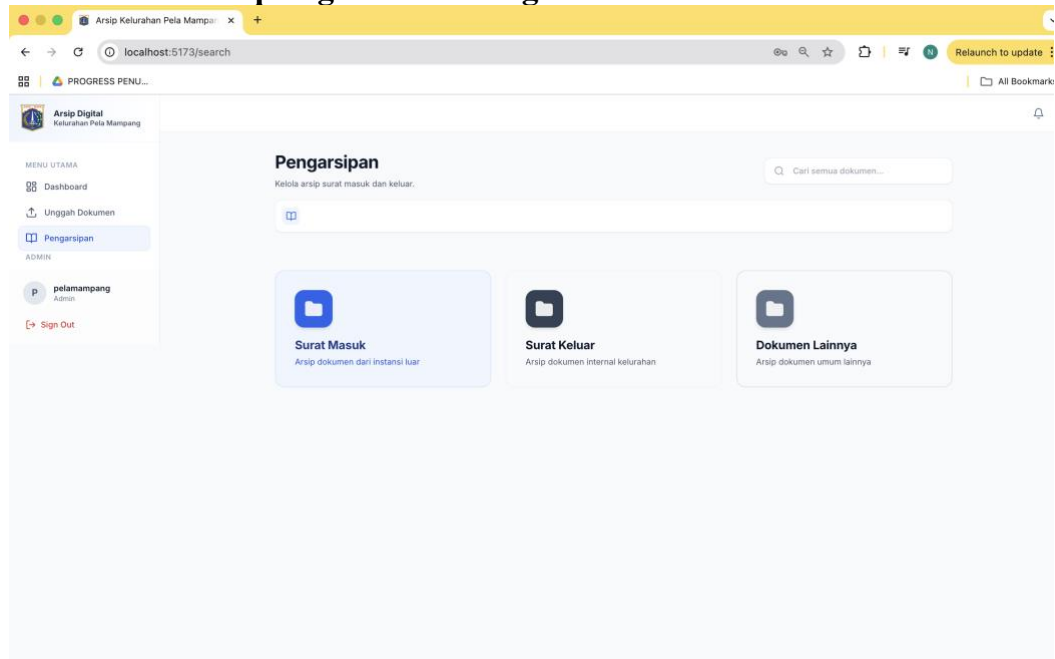 Arsip Kelurahan Pela Mampan
localhost:5173/search
N
Relaunch to update
PROGRESS PENU...
All Bookmarks
Arsip Digital
Kelurahan Pela Mampang
MENU UTAMA
Dashboard
Unggah Dokumen
Pengarsipan
ADMIN
P
pelamampang
Admin
Sign Out
Pengarsipan
Kelola arsip surat masuk dan keluar.
Cari semua dokumen...
Surat Masuk
Arsip dokumen dari instansi luar
Surat Keluar
Arsip dokumen internal kelurahan
Dokumen Lainnya
Arsip dokumen umum lainnya